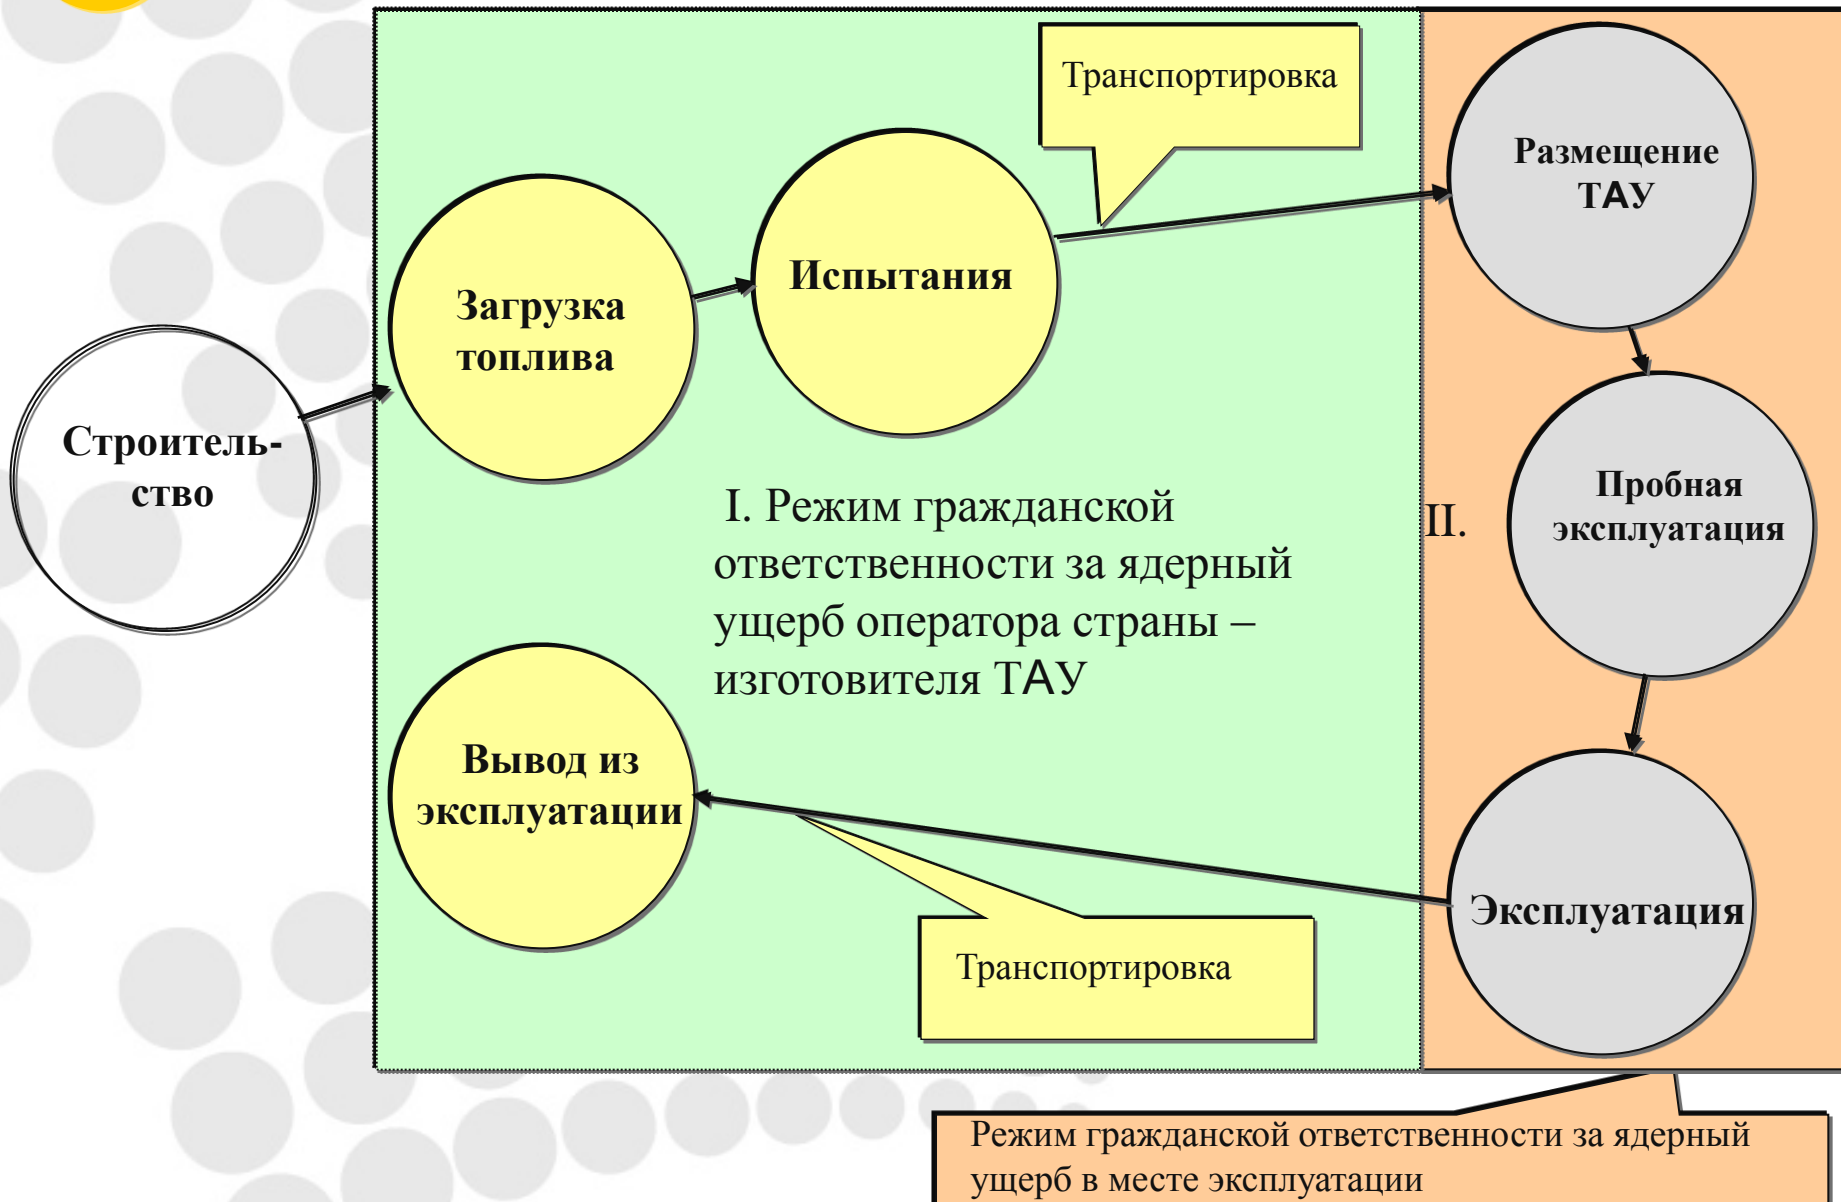 Транспортировка
Размещение
ТАУ
Испытания
Загрузка
топлива
Строитель-
ство
I. Режим гражданской
ответственности за ядерный
ущерб оператора страны –
изготовителя ТАУ
II.
Пробная
эксплуатация
Вывод из
эксплуатации
Эксплуатация
Транспортировка
Режим гражданской ответственности за ядерный
ущерб в месте эксплуатации